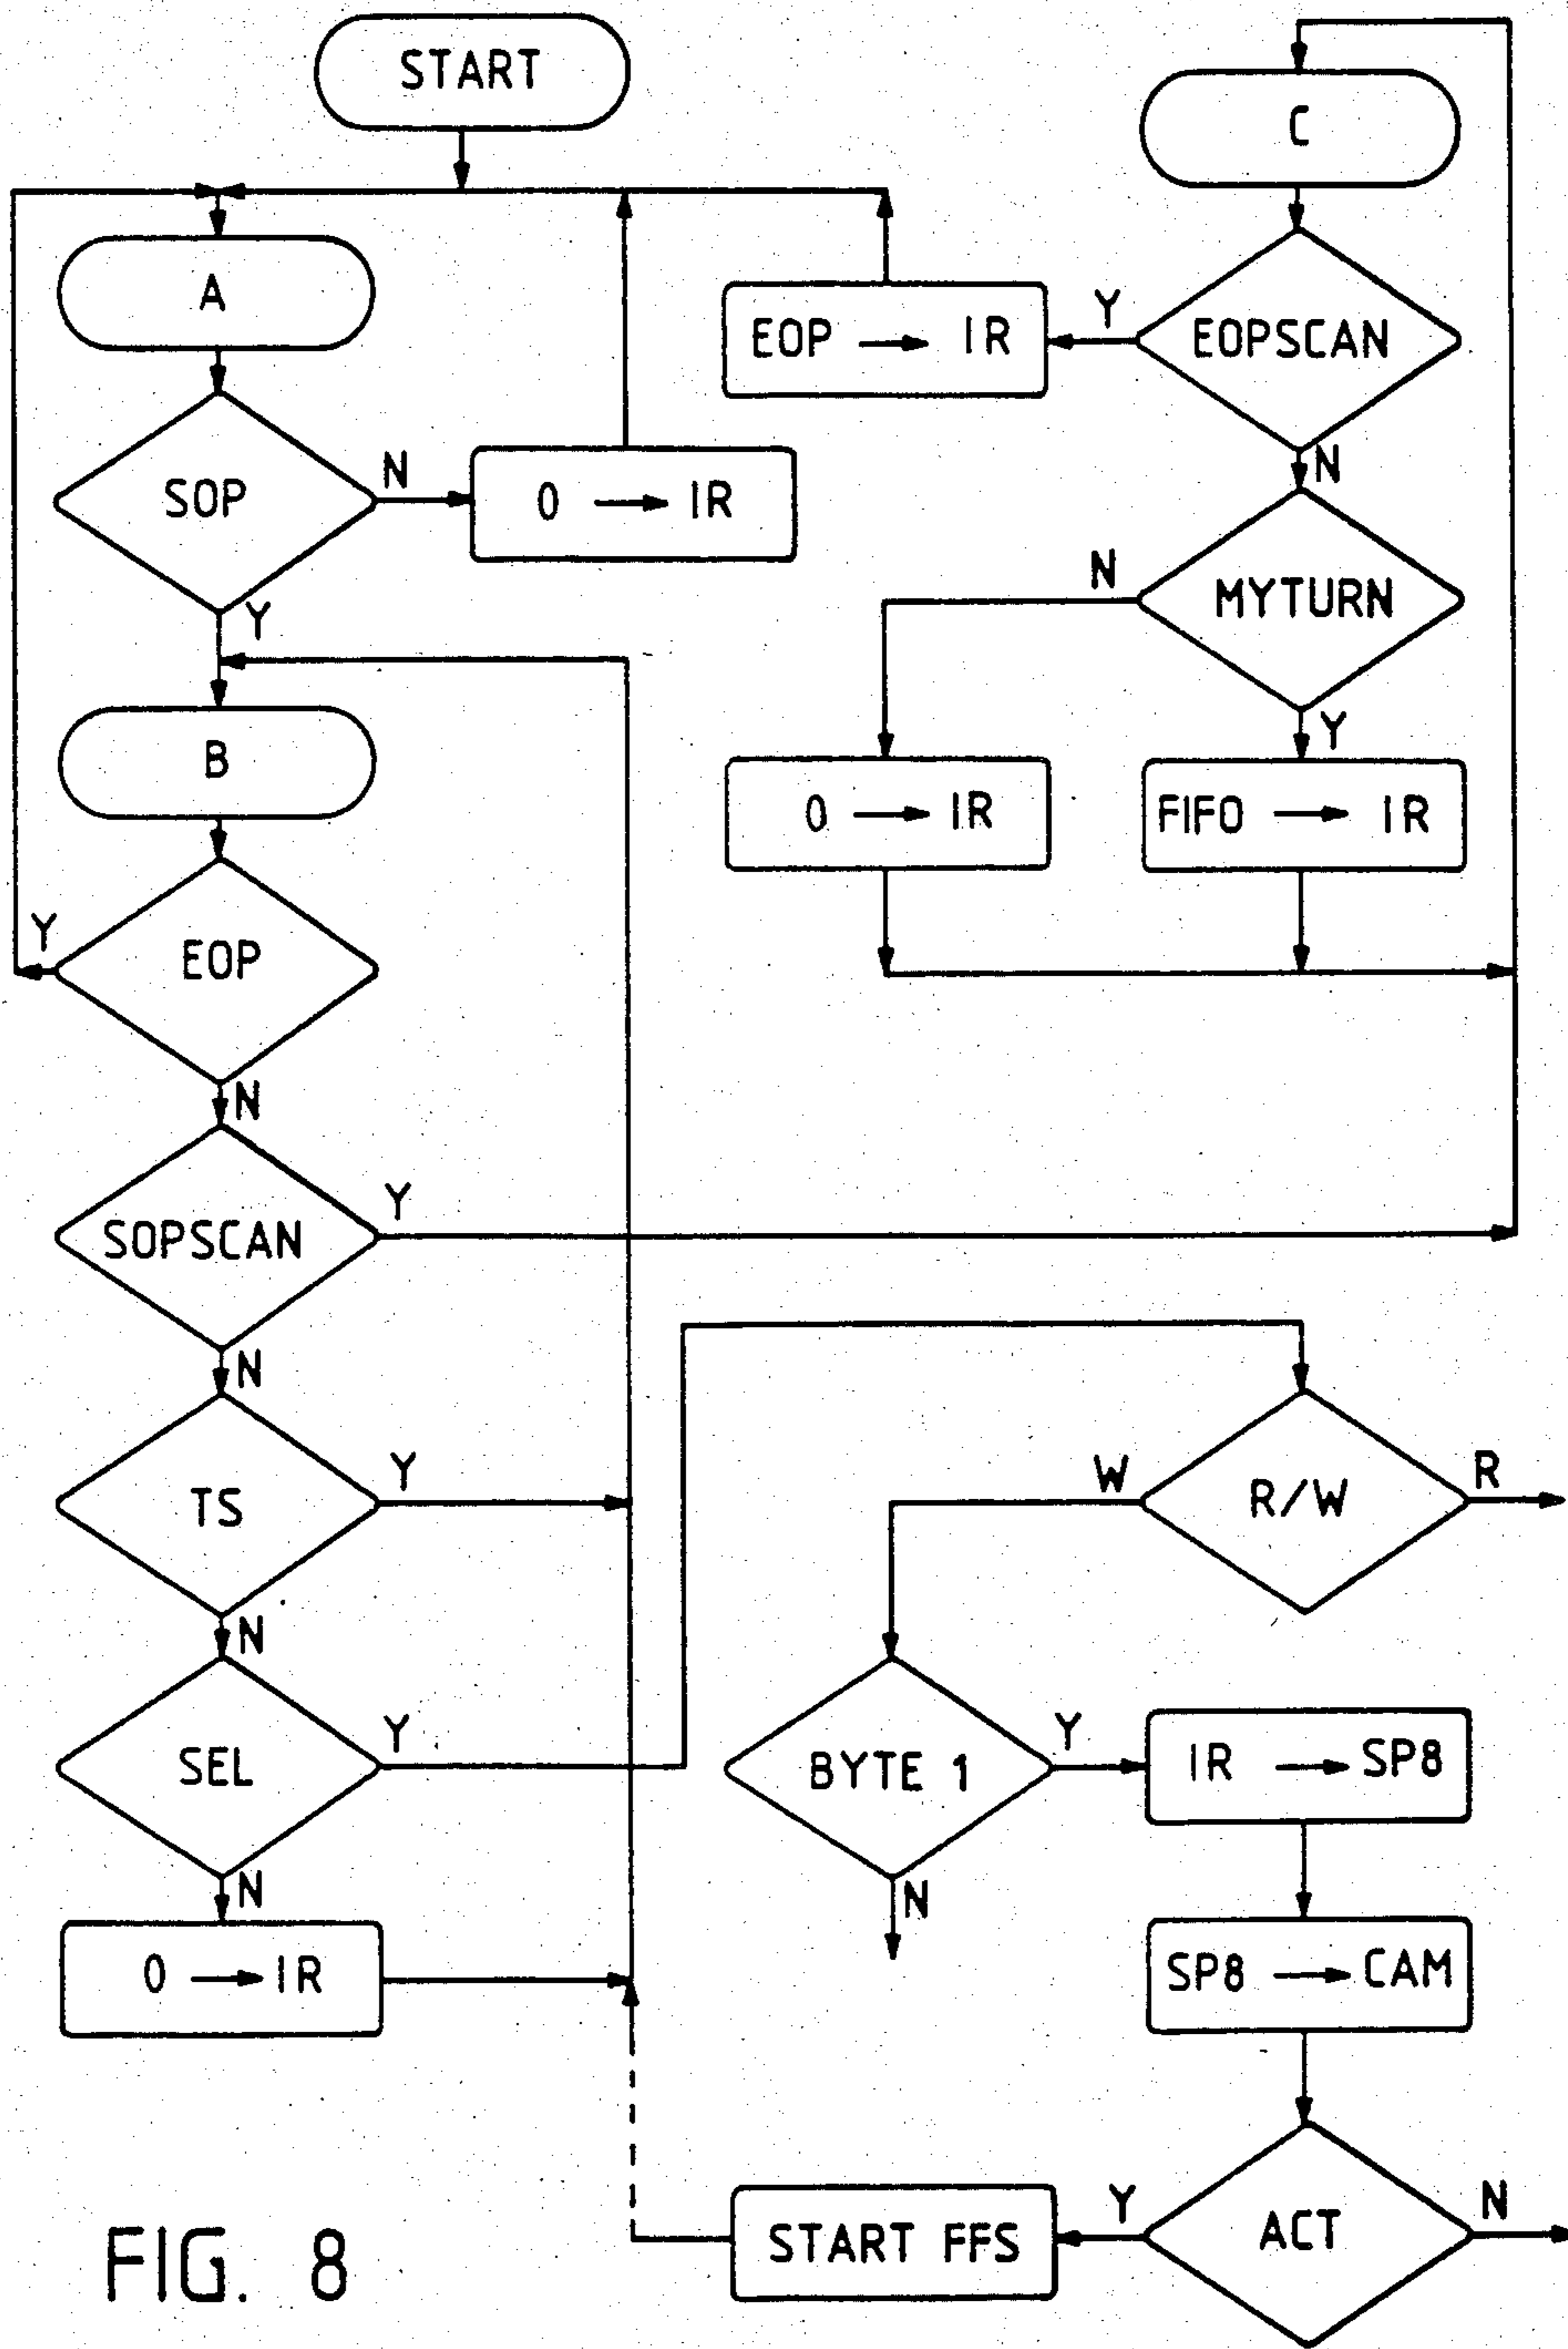 START
A
SOP
N
0 → IR
Y
B
EOP
Y
N
SOPSCAN
Y
N
TS
Y
N
SEL
Y
N
0 → IR
C
EOPSCAN
Y
EOP → IR
N
MYTURN
N
0 → IR
Y
FIFO → IR
R/W
R
W
BYTE 1
Y
N
IR → SP8
SP8 → CAM
ACT
N
Y
START FFS
FIG. 8